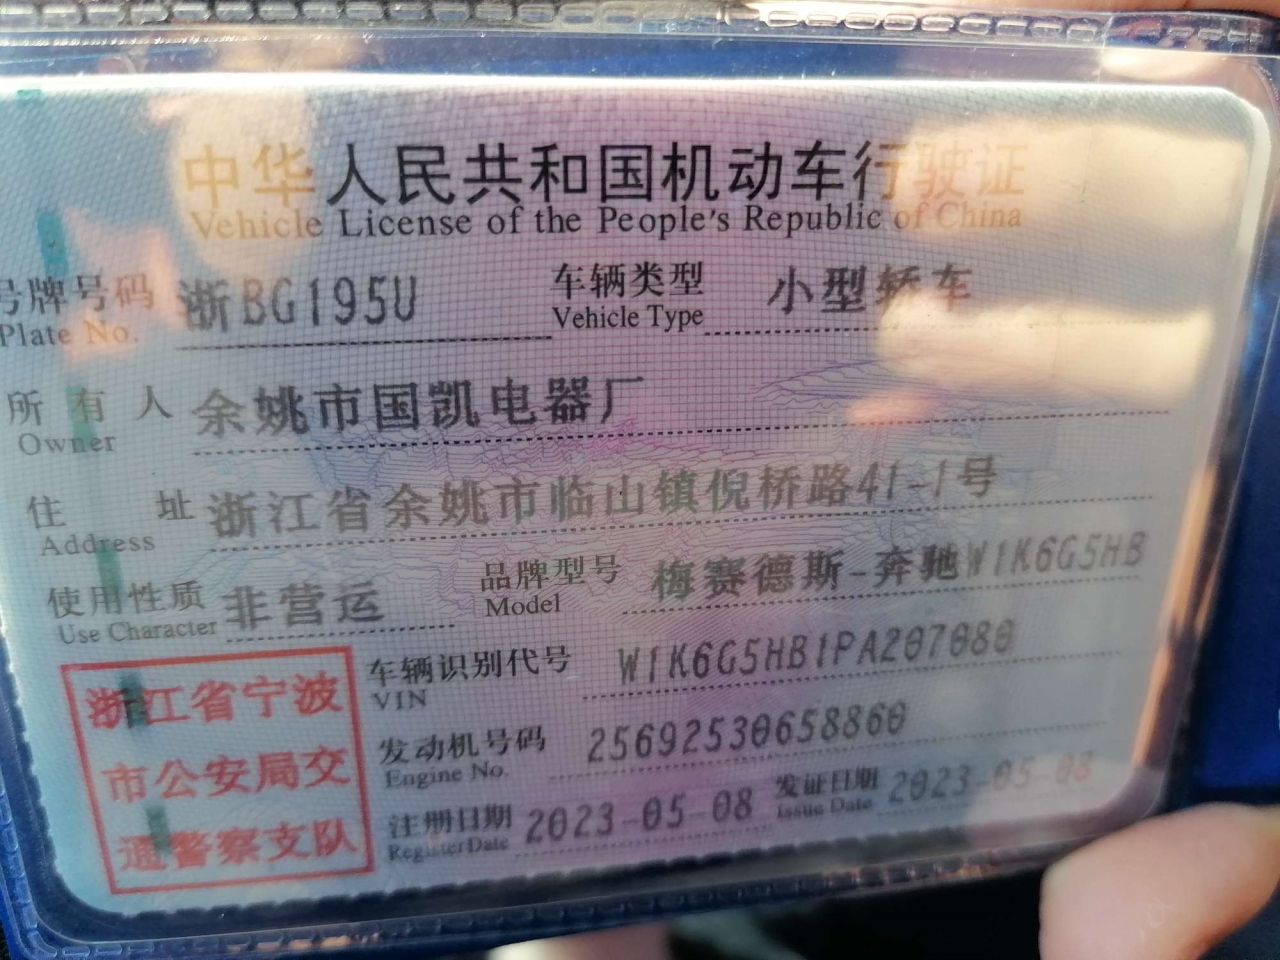 中华人民共和国机动车行驶证
Vehicle License of the People's Republic of China
号牌号码 浙BG195U 车辆类型 小型轿车
Plate No. Vehicle Type
所有人 余姚市国凯电器厂
Owner
住址 浙江省余姚市临山镇倪桥路41-1号
Address
使用性质 非营运 品牌型号 梅赛德斯-奔驰W1K6G5HB
Use Character Model
车辆识别代号 W1K6G5HB1PA207080
VIN
发动机号码 25692530658860
Engine No.
注册日期 2023-05-08 发证日期 2023-05-08
Register Date Issue Date
浙江省宁波
市公安局交
通警察支队